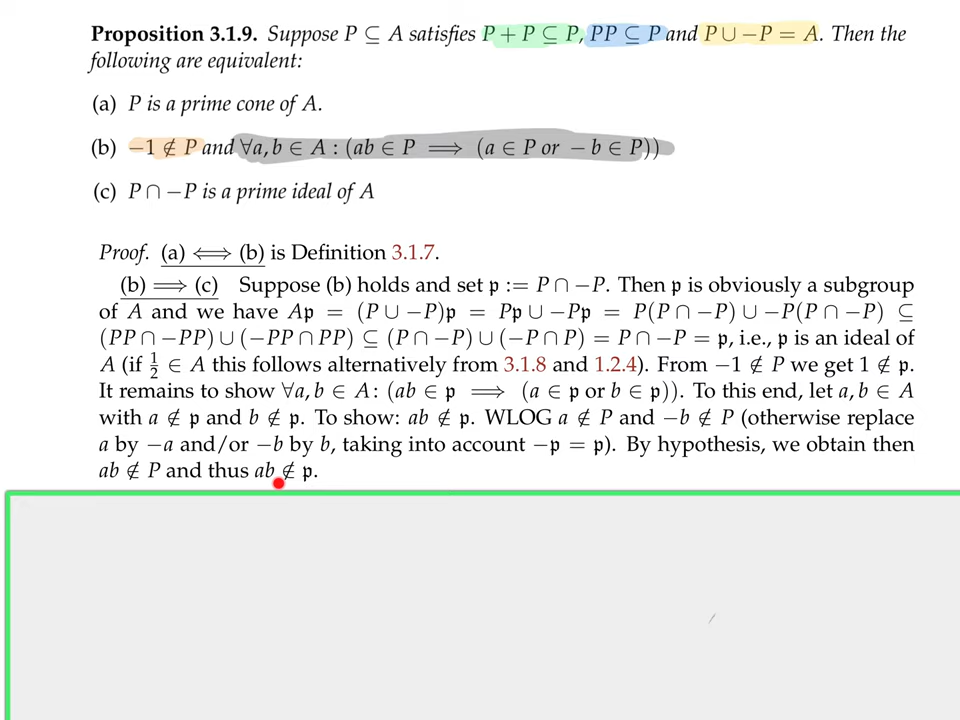 Proposition 3.1.9. Suppose P ⊆ A satisfies P + P ⊆ P, PP ⊆ P and P ∪ −P = A. Then the
following are equivalent:
(a) P is a prime cone of A.
(b) −1 ∉ P and ∀a, b ∈ A : (ab ∈ P ⟹ (a ∈ P or − b ∈ P))
(c) P ∩ −P is a prime ideal of A
Proof. (a) ⟺ (b) is Definition 3.1.7.
(b) ⟹ (c) Suppose (b) holds and set 𝔭 := P ∩ −P. Then 𝔭 is obviously a subgroup
of A and we have A𝔭 = (P ∪ −P)𝔭 = P𝔭 ∪ −P𝔭 = P(P ∩ −P) ∪ −P(P ∩ −P) ⊆
(PP ∩ −PP) ∪ (−PP ∩ PP) ⊆ (P ∩ −P) ∪ (−P ∩ P) = P ∩ −P = 𝔭, i.e., 𝔭 is an ideal of
A (if ½ ∈ A this follows alternatively from 3.1.8 and 1.2.4). From −1 ∉ P we get 1 ∉ 𝔭.
It remains to show ∀a, b ∈ A : (ab ∈ 𝔭 ⟹ (a ∈ 𝔭 or b ∈ 𝔭)). To this end, let a, b ∈ A
with a ∉ 𝔭 and b ∉ 𝔭. To show: ab ∉ 𝔭. WLOG a ∉ P and −b ∉ P (otherwise replace
a by −a and/or −b by b, taking into account −𝔭 = 𝔭). By hypothesis, we obtain then
ab ∉ P and thus ab ∉ 𝔭.